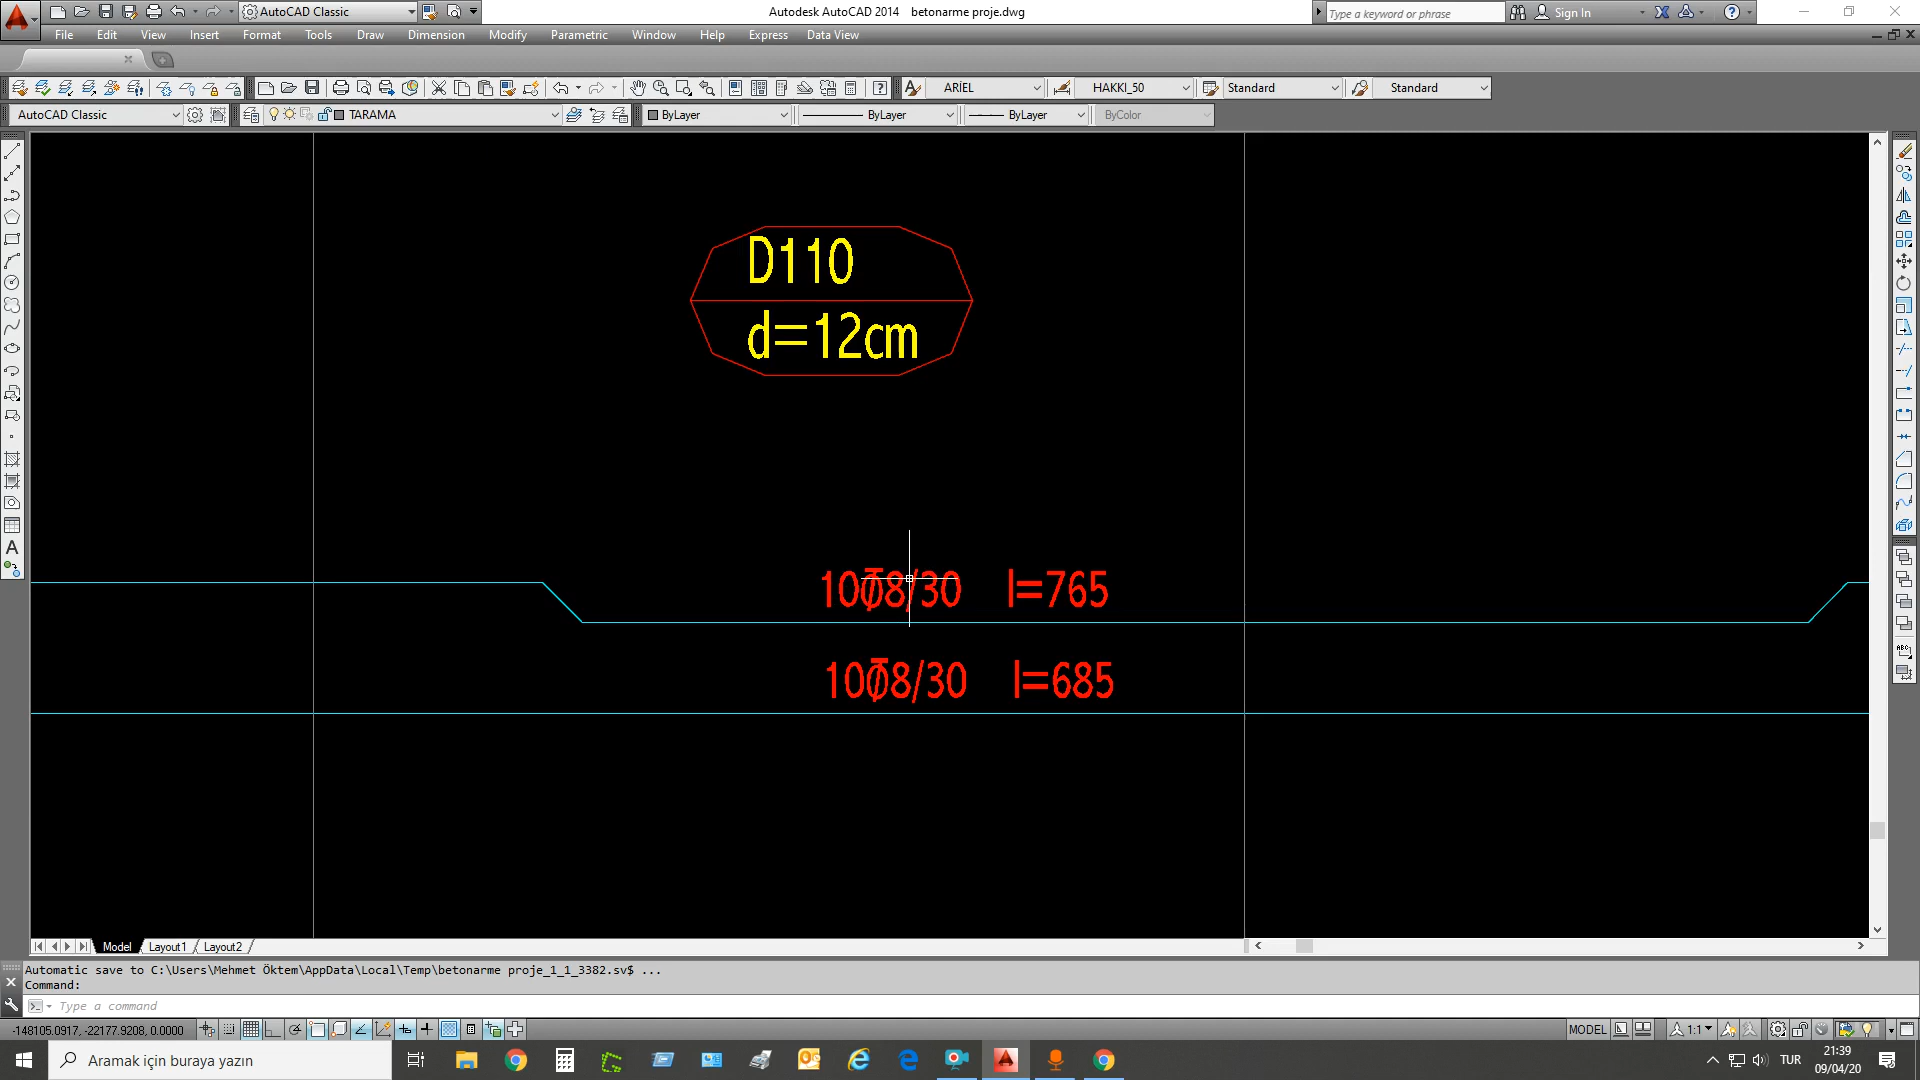 AutoCAD Classic
Autodesk AutoCAD 2014 betonarme proje.dwg
Type a keyword or phrase
Sign In
File Edit View Insert Format Tools Draw Dimension Modify Parametric Window Help Express Data View
ARİEL
HAKKI_50
Standard
Standard
AutoCAD Classic
TARAMA
ByLayer
ByLayer
ByLayer
ByColor
D110
d=12cm
10Ø8/30 l=765
10Ø8/30 l=685
Model Layout1 Layout2
Automatic save to C:\Users\Mehmet Öktem\AppData\Local\Temp\betonarme proje_1_1_3382.sv$ ...
Command:
Type a command
-148105.0917, -22177.9208, 0.0000
MODEL
1:1
Aramak için buraya yazın
TUR
21:39
09/04/20